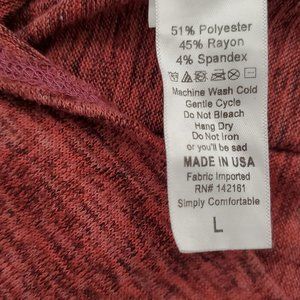 51% Polyester
45% Rayon
4% Spandex
Machine Wash Cold
Gentle Cycle
Do Not Bleach
Hang Dry
Do Not Iron
or you'll be sad
MADE IN USA
Fabric Imported
RN# 142161
Simply Comfortable
L